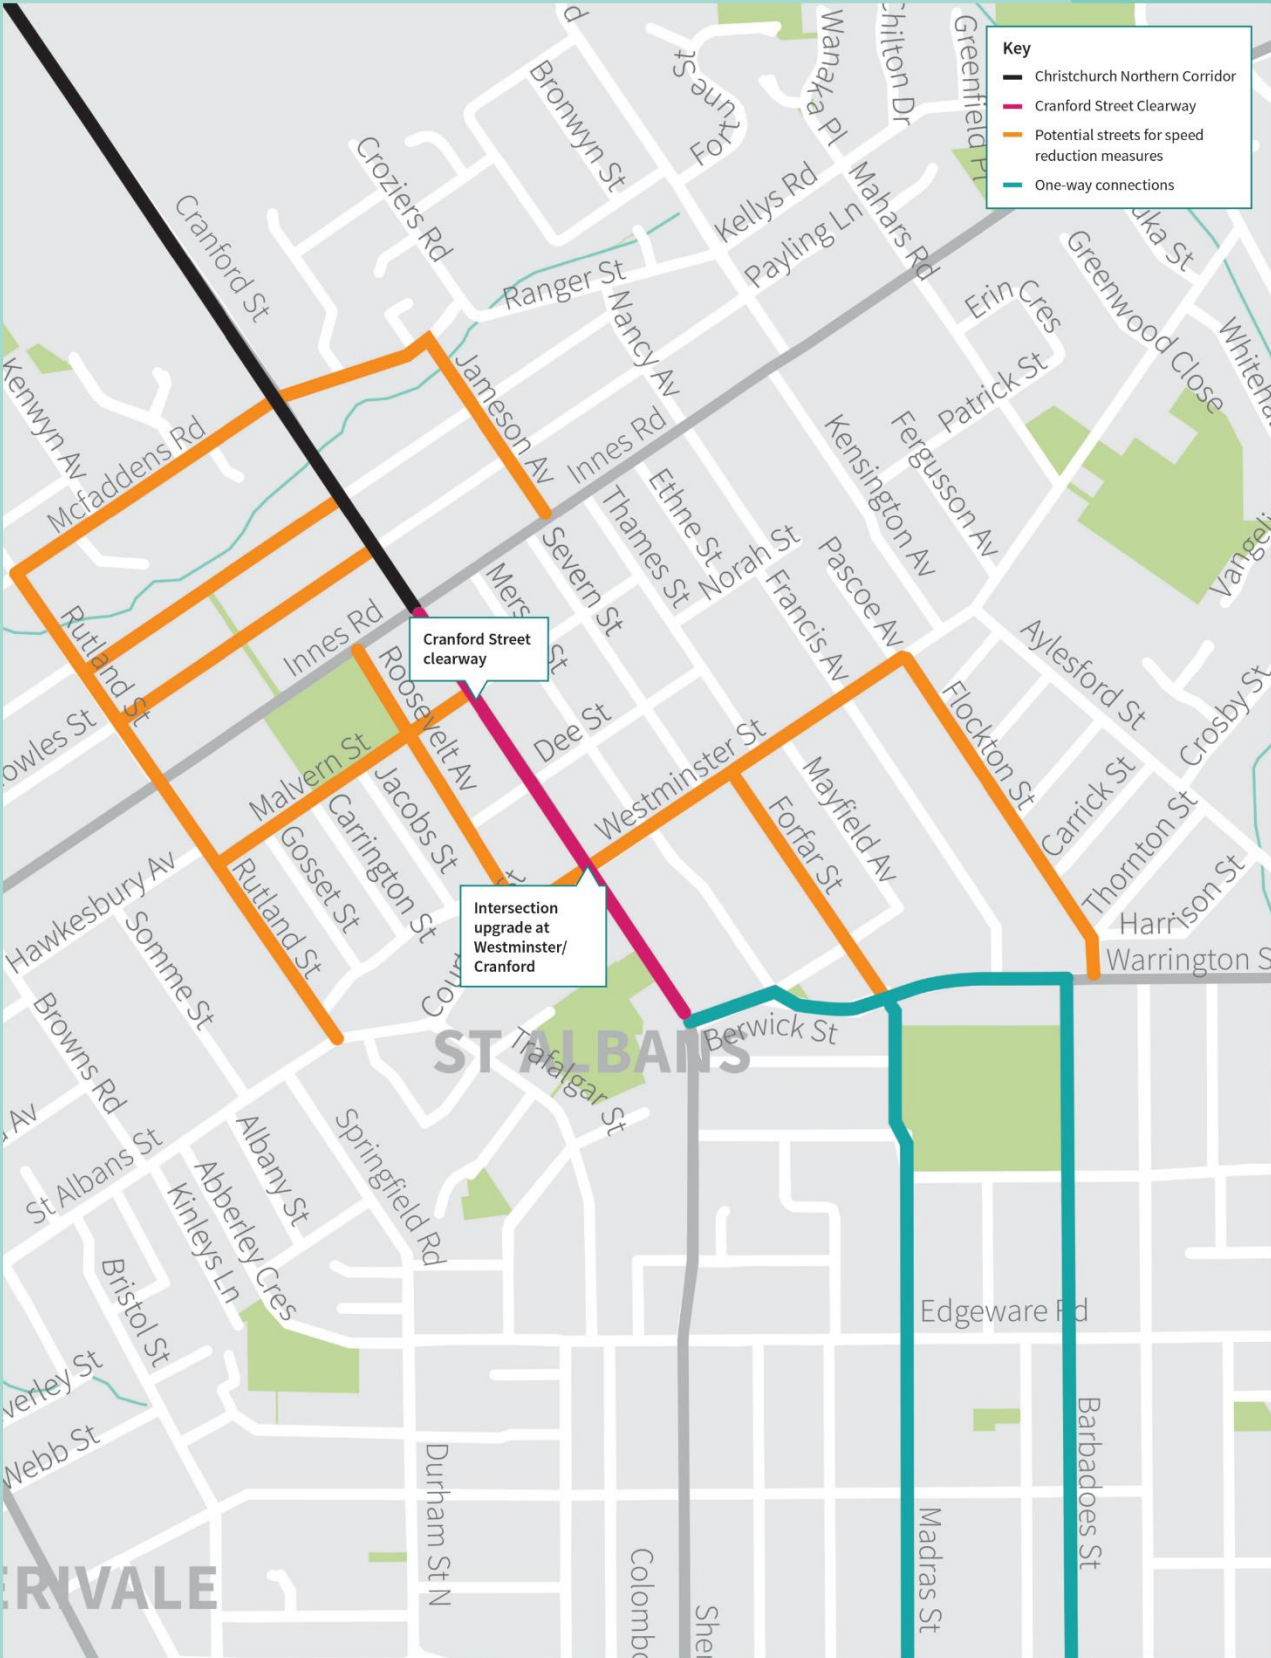 Key
Christchurch Northern Corridor
Cranford Street Clearway
Potential streets for speed
reduction measures
One-way connections
Bronwyn St
Fortune St
Wanaka Pl
Chilton Dr
Greenfield Pl
Croziers Rd
Cranford St
Kellys Rd
Payling Ln
Mahars Rd
Ranger St
Nancy Av
Erin Cres
Greenwood Close
Patrick St
Kenwyn Av
Mcfaddens Rd
Jameson Av
Innes Rd
Kensington Av
Fergusson Av
Ethne St
Thames St
Norah St
Severn St
Francis Av
Pascoe Av
Rutland St
Innes Rd
Cranford Street
clearway
Roosevelt Av
Aylesford St
Crosby St
Flockton St
Dee St
Westminster St
Malvern St
Jacobs St
Carrington St
Gosset St
Mayfield Av
Forfar St
Carrick St
Thornton St
Harrison St
Warrington S
Hawkesbury Av
Rutland St
Somme St
Intersection
upgrade at
Westminster/
Cranford
Browns Rd
ST ALBANS
Berwick St
Trafalgar St
St Albans St
Albany St
Springfield Rd
Abberley Cres
Kinleys Ln
Bristol St
Edgeware Rd
Webb St
Durham St N
Barbadoes St
Madras St
Colombo
ERIVALE